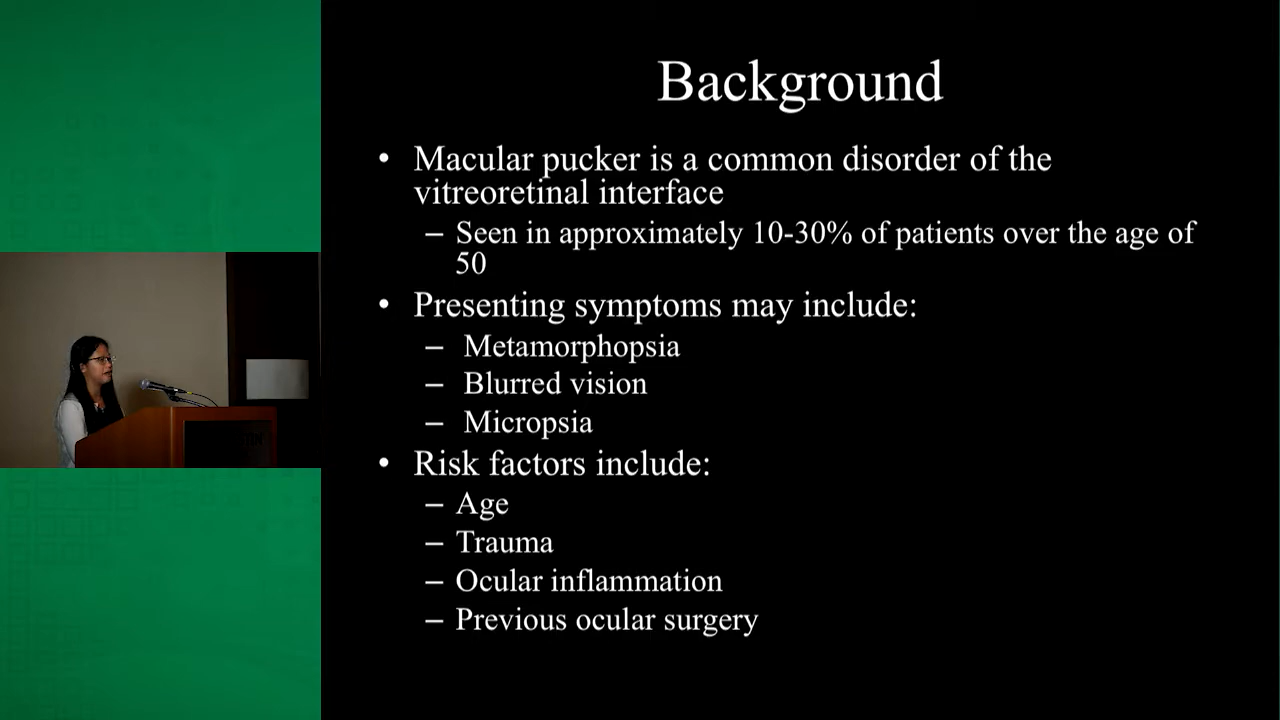 Background
• Macular pucker is a common disorder of the
vitreoretinal interface
– Seen in approximately 10-30% of patients over the age of
50
• Presenting symptoms may include:
– Metamorphopsia
– Blurred vision
– Micropsia
• Risk factors include:
– Age
– Trauma
– Ocular inflammation
– Previous ocular surgery